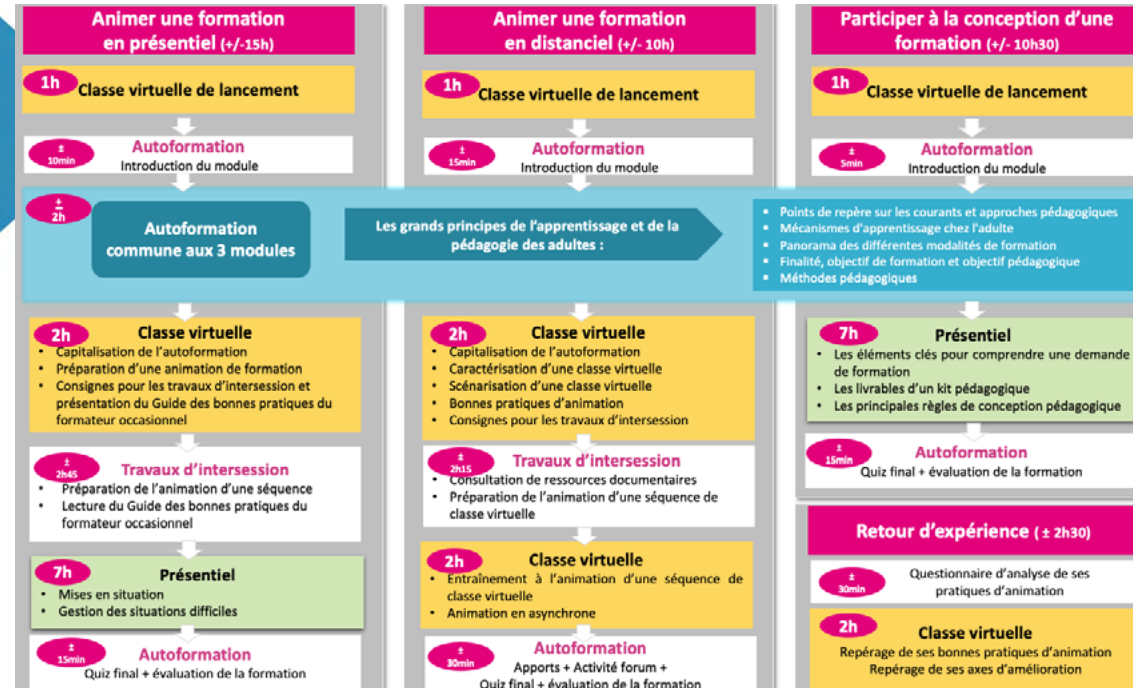 Animer une formation
en présentiel (+/-15h)
1h
Classe virtuelle de lancement
±
10min
Autoformation
Introduction du module
Animer une formation
en distanciel (+/- 10h)
1h
Classe virtuelle de lancement
±
15min
Autoformation
Introduction du module
Participer à la conception d'une
formation (+/- 10h30)
1h
Classe virtuelle de lancement
±
5min
Autoformation
Introduction du module
±
2h
Autoformation
commune aux 3 modules
Les grands principes de l'apprentissage et de la
pédagogie des adultes :
▪ Points de repère sur les courants et approches pédagogiques
▪ Mécanismes d'apprentissage chez l'adulte
▪ Panorama des différentes modalités de formation
▪ Finalité, objectif de formation et objectif pédagogique
▪ Méthodes pédagogiques
2h
Classe virtuelle
• Capitalisation de l'autoformation
• Préparation d'une animation de formation
• Consignes pour les travaux d'intersession et
présentation du Guide des bonnes pratiques du
formateur occasionnel
±
2h45
Travaux d'intersession
• Préparation de l'animation d'une séquence
• Lecture du Guide des bonnes pratiques du
formateur occasionnel
7h
Présentiel
• Mises en situation
• Gestion des situations difficiles
±
15min
Autoformation
Quiz final + évaluation de la formation
2h
Classe virtuelle
• Capitalisation de l'autoformation
• Caractérisation d'une classe virtuelle
• Scénarisation d'une classe virtuelle
• Bonnes pratiques d'animation
• Consignes pour les travaux d'intersession
±
2h15
Travaux d'intersession
• Consultation de ressources documentaires
• Préparation de l'animation d'une séquence de
classe virtuelle
2h
Classe virtuelle
• Entraînement à l'animation d'une séquence de
classe virtuelle
• Animation en asynchrone
±
30min
Autoformation
Apports + Activité forum +
Quiz final + évaluation de la formation
7h
Présentiel
• Les éléments clés pour comprendre une demande
de formation
• Les livrables d'un kit pédagogique
• Les principales règles de conception pédagogique
±
15min
Autoformation
Quiz final + évaluation de la formation
Retour d'expérience ( ± 2h30)
±
30min
Questionnaire d'analyse de ses
pratiques d'animation
2h
Classe virtuelle
Repérage de ses bonnes pratiques d'animation
Repérage de ses axes d'amélioration